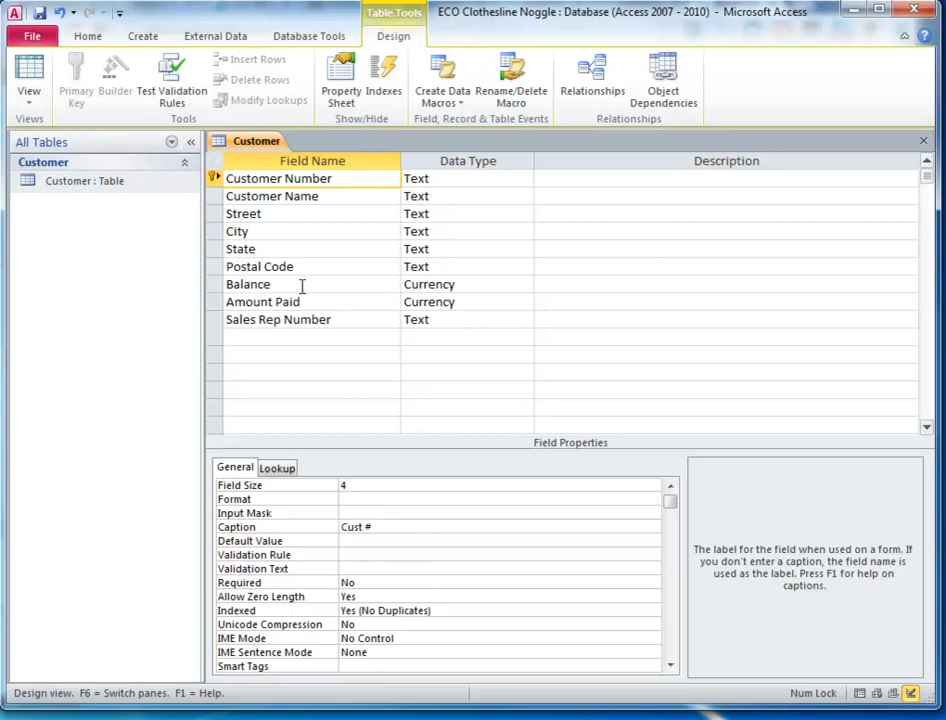 Table Tools
ECO Clothesline Noggle : Database (Access 2007 - 2010) - Microsoft Access
File
Home
Create
External Data
Database Tools
Design
View
Primary Key
Builder
Test Validation Rules
Insert Rows
Delete Rows
Modify Lookups
Property Sheet
Indexes
Create Data Macros
Rename/Delete Macro
Relationships
Object Dependencies
Views
Tools
Show/Hide
Field, Record & Table Events
Relationships
All Tables
«
Customer
Customer : Table
Customer
Field Name Data Type Description
Customer Number Text
Customer Name Text
Street Text
City Text
State Text
Postal Code Text
Balance Currency
Amount Paid Currency
Sales Rep Number Text
Field Properties
General Lookup
Field Size 4
Format
Input Mask
Caption Cust #
Default Value
Validation Rule
Validation Text
Required No
Allow Zero Length Yes
Indexed Yes (No Duplicates)
Unicode Compression No
IME Mode No Control
IME Sentence Mode None
Smart Tags
The label for the field when used on a form. If
you don't enter a caption, the field name is
used as the label. Press F1 for help on
captions.
Design view. F6 = Switch panes. F1 = Help.
Num Lock